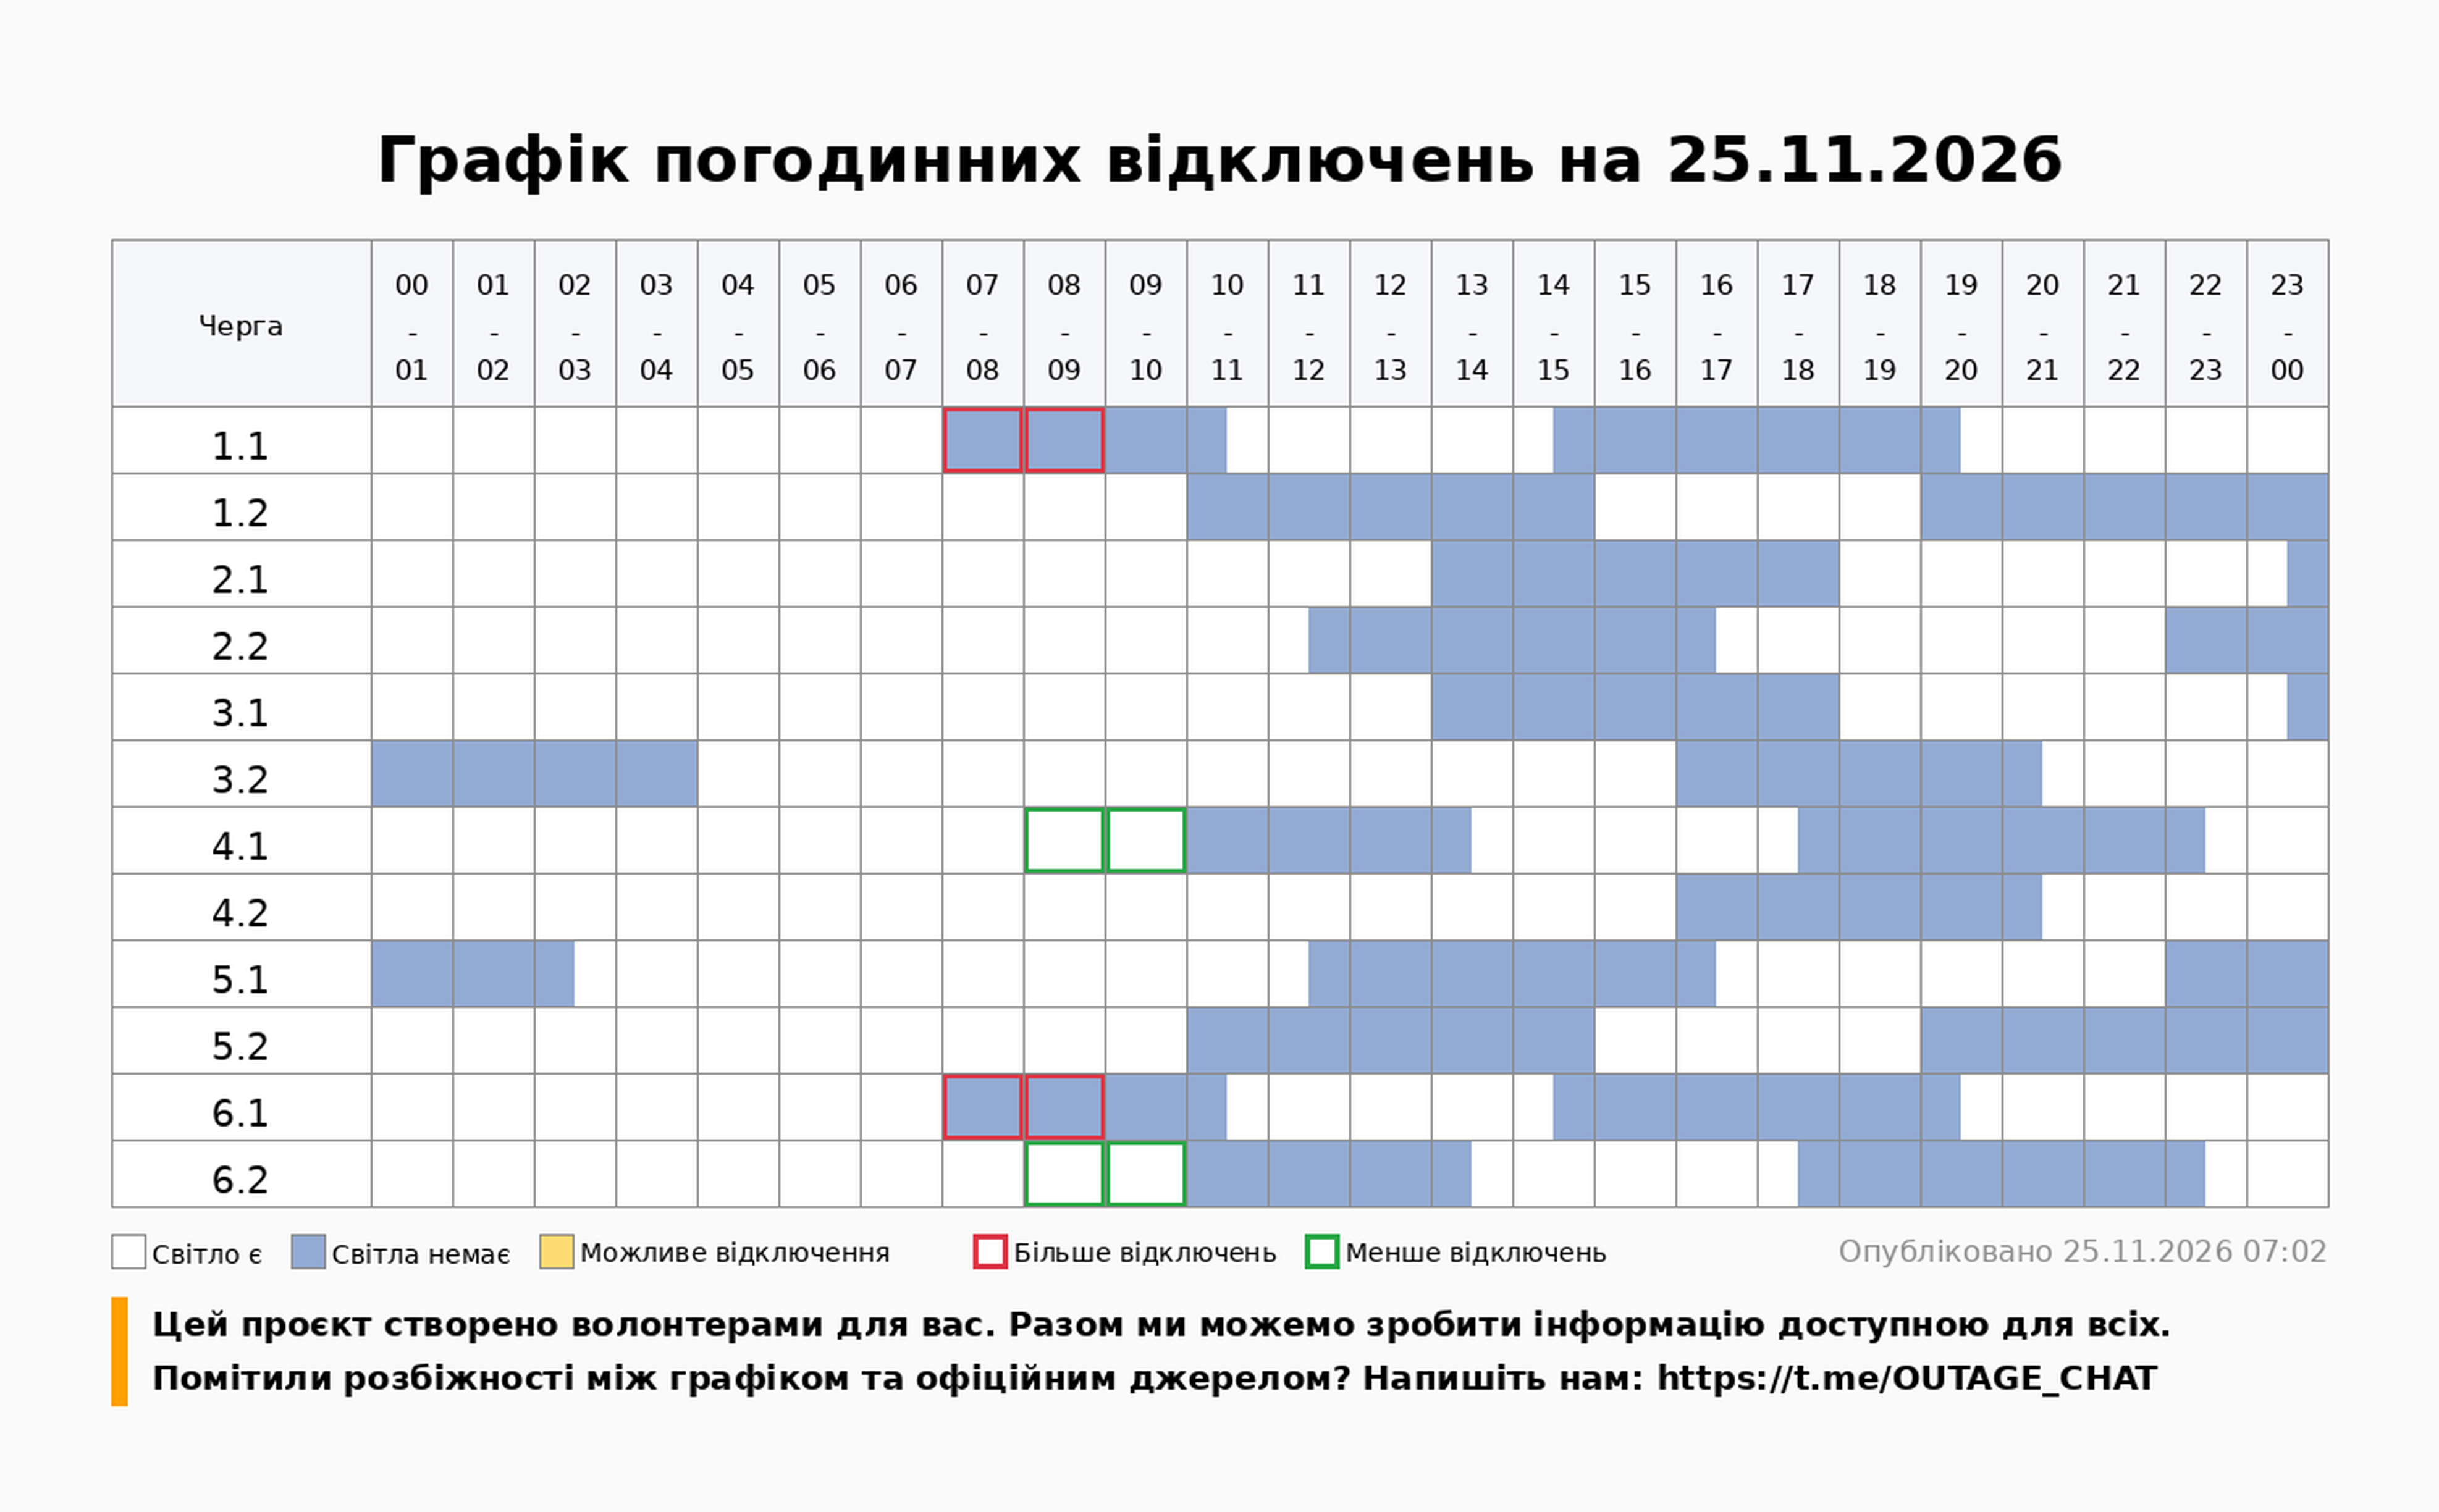 Графік погодинних відключень на 25.11.2026
Черга 00 - 01 01 - 02 02 - 03 03 - 04 04 - 05 05 - 06 06 - 07 07 - 08 08 - 09 09 - 10 10 - 11 11 - 12 12 - 13 13 - 14 14 - 15 15 - 16 16 - 17 17 - 18 18 - 19 19 - 20 20 - 21 21 - 22 22 - 23 23 - 00
1.1
1.2
2.1
2.2
3.1
3.2
4.1
4.2
5.1
5.2
6.1
6.2
Світло є Світла немає Можливе відключення Більше відключень Менше відключень Опубліковано 25.11.2026 07:02
Цей проєкт створено волонтерами для вас. Разом ми можемо зробити інформацію доступною для всіх.
Помітили розбіжності між графіком та офіційним джерелом? Напишіть нам: https://t.me/OUTAGE_CHAT